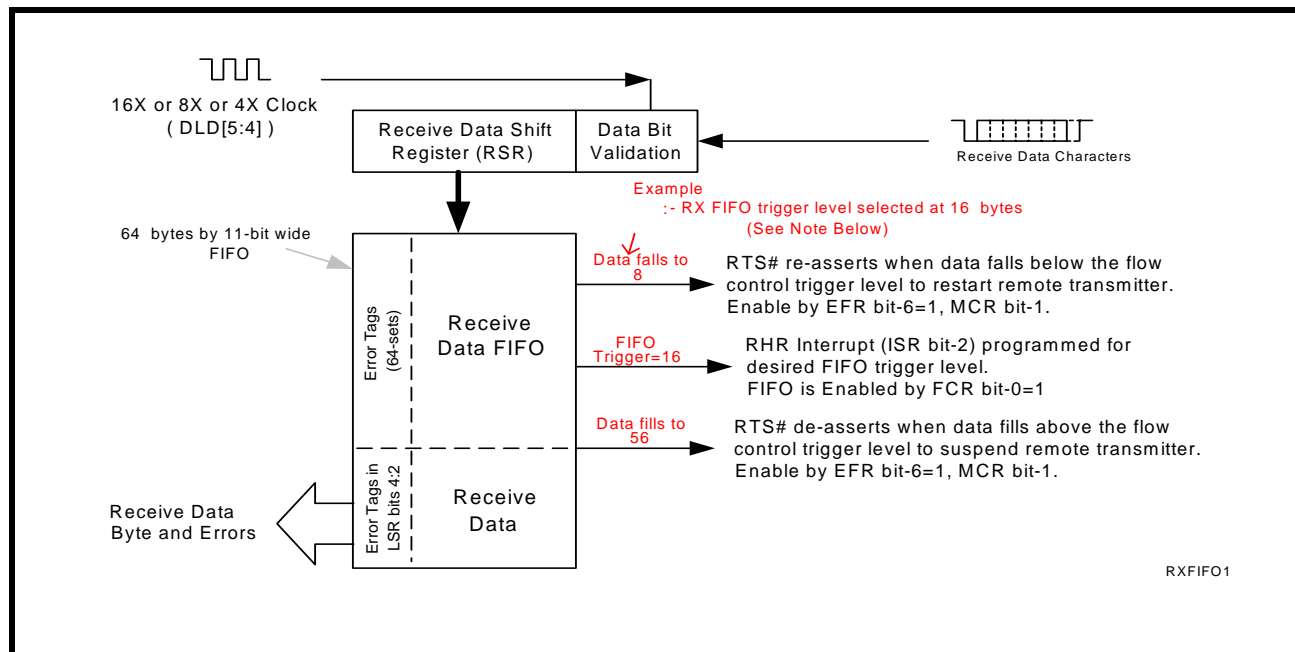 16X or 8X or 4X Clock
( DLD[5:4] )
Receive Data Shift
Register (RSR)
Data Bit
Validation
Receive Data Characters
Example
:- RX FIFO trigger level selected at 16 bytes
(See Note Below)
64 bytes by 11-bit wide
FIFO
Data falls to
8
RTS# re-asserts when data falls below the flow
control trigger level to restart remote transmitter.
Enable by EFR bit-6=1, MCR bit-1.
Error Tags
(64-sets)
Receive
Data FIFO
FIFO
Trigger=16
RHR Interrupt (ISR bit-2) programmed for
desired FIFO trigger level.
FIFO is Enabled by FCR bit-0=1
Data fills to
56
RTS# de-asserts when data fills above the flow
control trigger level to suspend remote transmitter.
Enable by EFR bit-6=1, MCR bit-1.
Error Tags in
LSR bits 4:2
Receive
Data
Receive Data
Byte and Errors
RXFIFO1